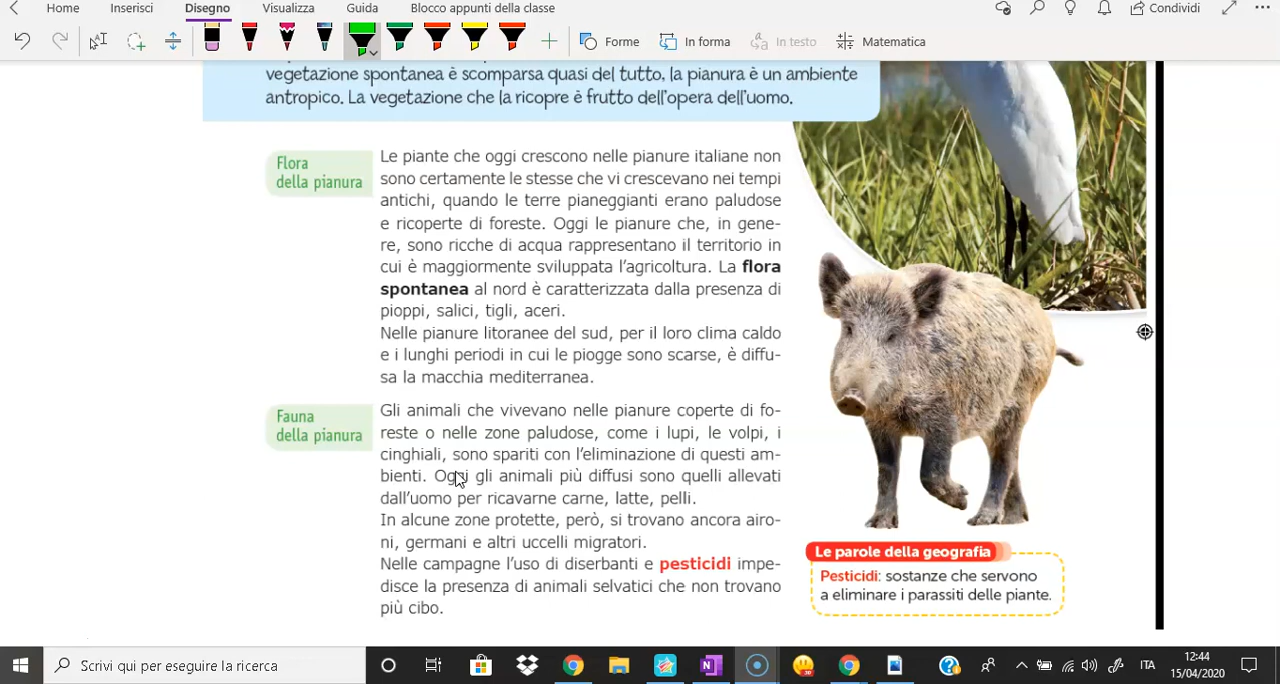 Home Inserisci Disegno Visualizza Guida Blocco appunti della classe Condividi
Forme In forma In testo Matematica
vegetazione spontanea è scomparsa quasi del tutto, la pianura è un ambiente
antropico. La vegetazione che la ricopre è frutto dell'opera dell'uomo.
Flora
della pianura
Le piante che oggi crescono nelle pianure italiane non
sono certamente le stesse che vi crescevano nei tempi
antichi, quando le terre pianeggianti erano paludose
e ricoperte di foreste. Oggi le pianure che, in gene-
re, sono ricche di acqua rappresentano il territorio in
cui è maggiormente sviluppata l'agricoltura. La flora
spontanea al nord è caratterizzata dalla presenza di
pioppi, salici, tigli, aceri.
Nelle pianure litoranee del sud, per il loro clima caldo
e i lunghi periodi in cui le piogge sono scarse, è diffu-
sa la macchia mediterranea.
Fauna
della pianura
Gli animali che vivevano nelle pianure coperte di fo-
reste o nelle zone paludose, come i lupi, le volpi, i
cinghiali, sono spariti con l'eliminazione di questi am-
bienti. Oggi gli animali più diffusi sono quelli allevati
dall'uomo per ricavarne carne, latte, pelli.
In alcune zone protette, però, si trovano ancora airo-
ni, germani e altri uccelli migratori.
Nelle campagne l'uso di diserbanti e pesticidi impe-
disce la presenza di animali selvatici che non trovano
più cibo.
Le parole della geografia
Pesticidi: sostanze che servono
a eliminare i parassiti delle piante.
Scrivi qui per eseguire la ricerca
ITA
12:44
15/04/2020